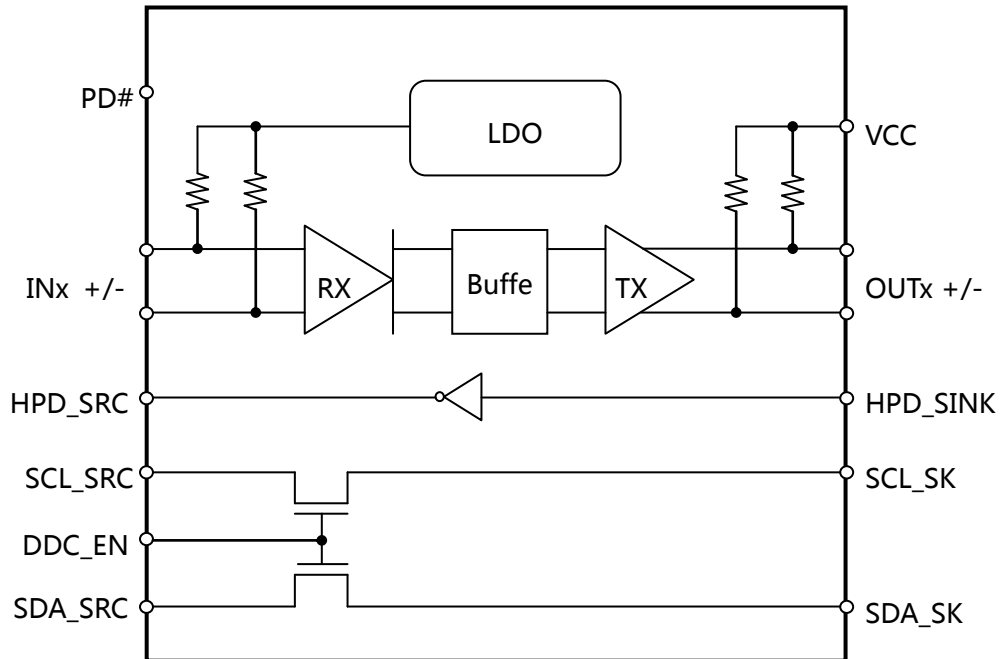 PD#
LDO
VCC
INx +/-
RX
Buffe
TX
OUTx +/-
HPD_SRC
HPD_SINK
SCL_SRC
SCL_SK
DDC_EN
SDA_SRC
SDA_SK